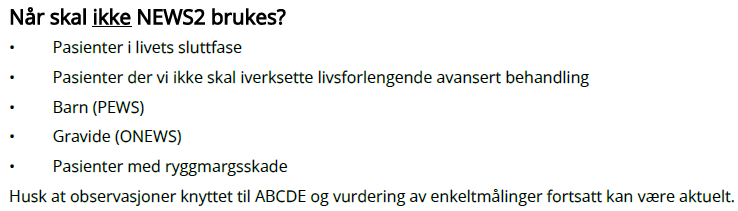 Når skal ikke NEWS2 brukes?
• Pasienter i livets sluttfase
• Pasienter der vi ikke skal iverksette livsforlengende avansert behandling
• Barn (PEWS)
• Gravide (ONEWS)
• Pasienter med ryggmargsskade
Husk at observasjoner knyttet til ABCDE og vurdering av enkeltmålinger fortsatt kan være aktuelt.